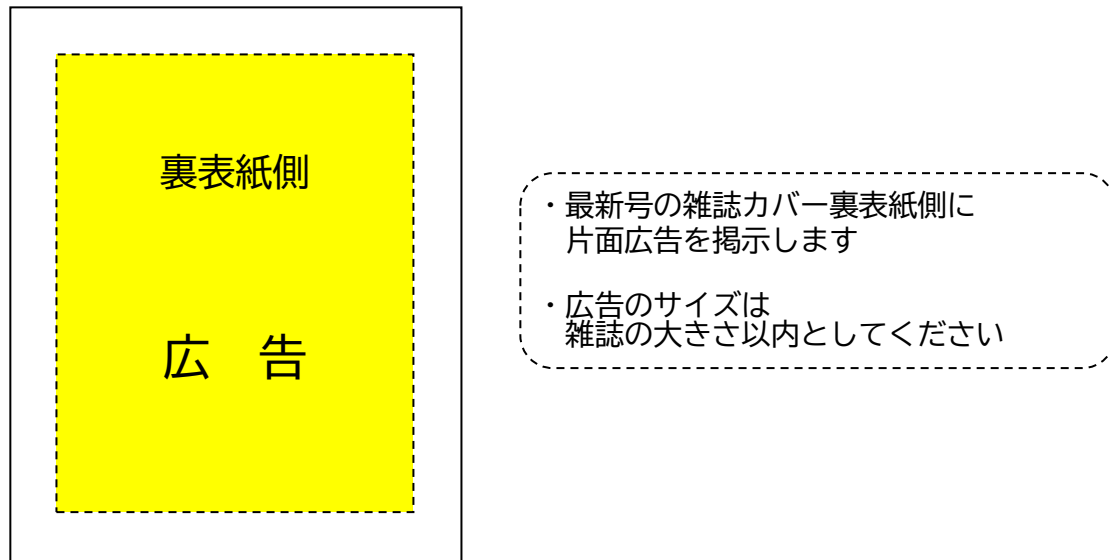 裏表紙側
広　告
・最新号の雑誌カバー裏表紙側に
片面広告を掲示します
・広告のサイズは
雑誌の大きさ以内としてください